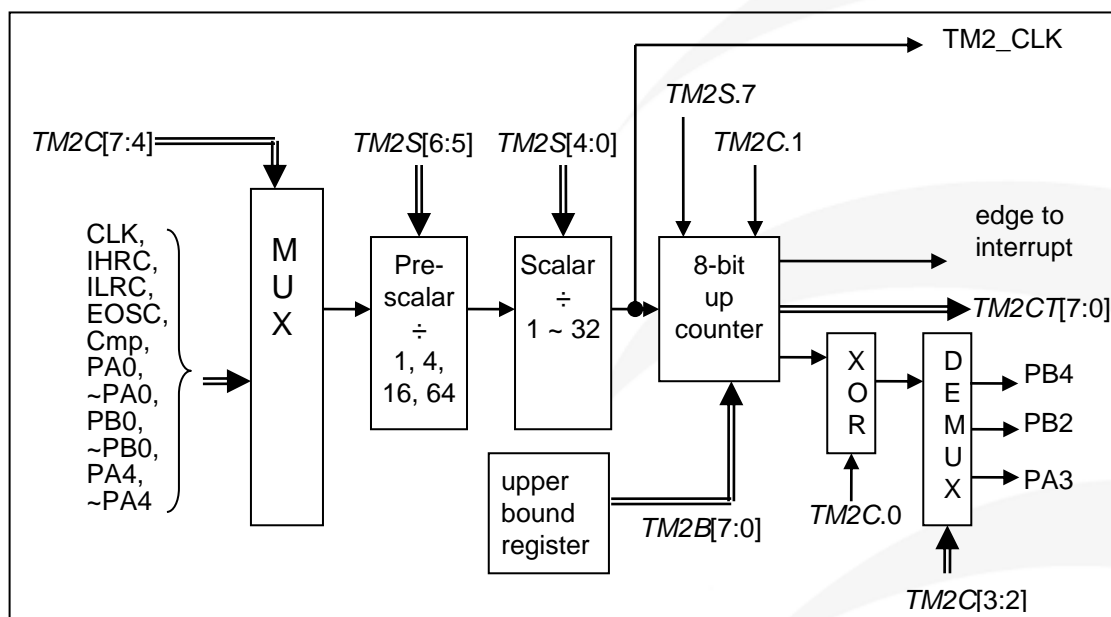 TM2_CLK
TM2S.7
TM2C[7:4]
TM2S[6:5]
TM2S[4:0]
TM2C.1
CLK,
IHRC,
ILRC,
EOSC,
Cmp,
PA0,
~PA0,
PB0,
~PB0,
PA4,
~PA4
M
U
X
Pre-
scalar
÷
1, 4,
16, 64
Scalar
÷
1 ~ 32
8-bit
up
counter
edge to
interrupt
TM2CT[7:0]
X
O
R
D
E
M
U
X
PB4
PB2
PA3
upper
bound
register
TM2B[7:0]
TM2C.0
TM2C[3:2]